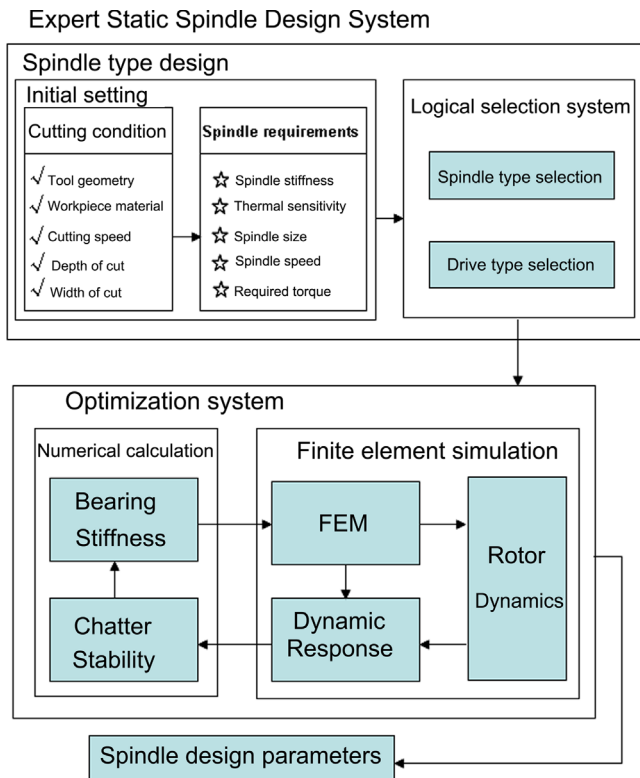 Expert Static Spindle Design System
Spindle type design
Initial setting
Cutting condition
Tool geometry
Workpiece material
Cutting speed
Depth of cut
Width of cut
Spindle requirements
Spindle stiffness
Thermal sensitivity
Spindle size
Spindle speed
Required torque
Logical selection system
Spindle type selection
Drive type selection
Optimization system
Numerical calculation
Bearing
Stiffness
Chatter
Stability
Finite element simulation
FEM
Dynamic
Response
Rotor
Dynamics
Spindle design parameters